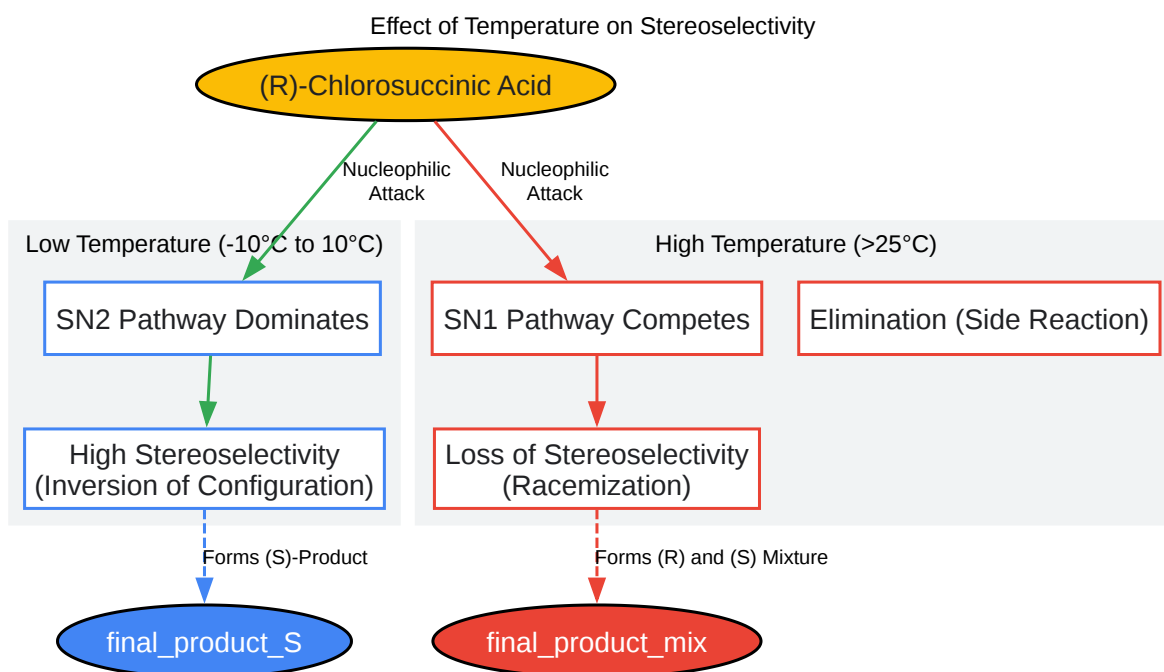 Effect of Temperature on Stereoselectivity
(R)-Chlorosuccinic Acid
Nucleophilic
Attack
Nucleophilic
Attack
Low Temperature (-10°C to 10°C)
High Temperature (>25°C)
SN2 Pathway Dominates
SN1 Pathway Competes
Elimination (Side Reaction)
High Stereoselectivity
(Inversion of Configuration)
Loss of Stereoselectivity
(Racemization)
Forms (S)-Product
Forms (R) and (S) Mixture
final_product_S
final_product_mix